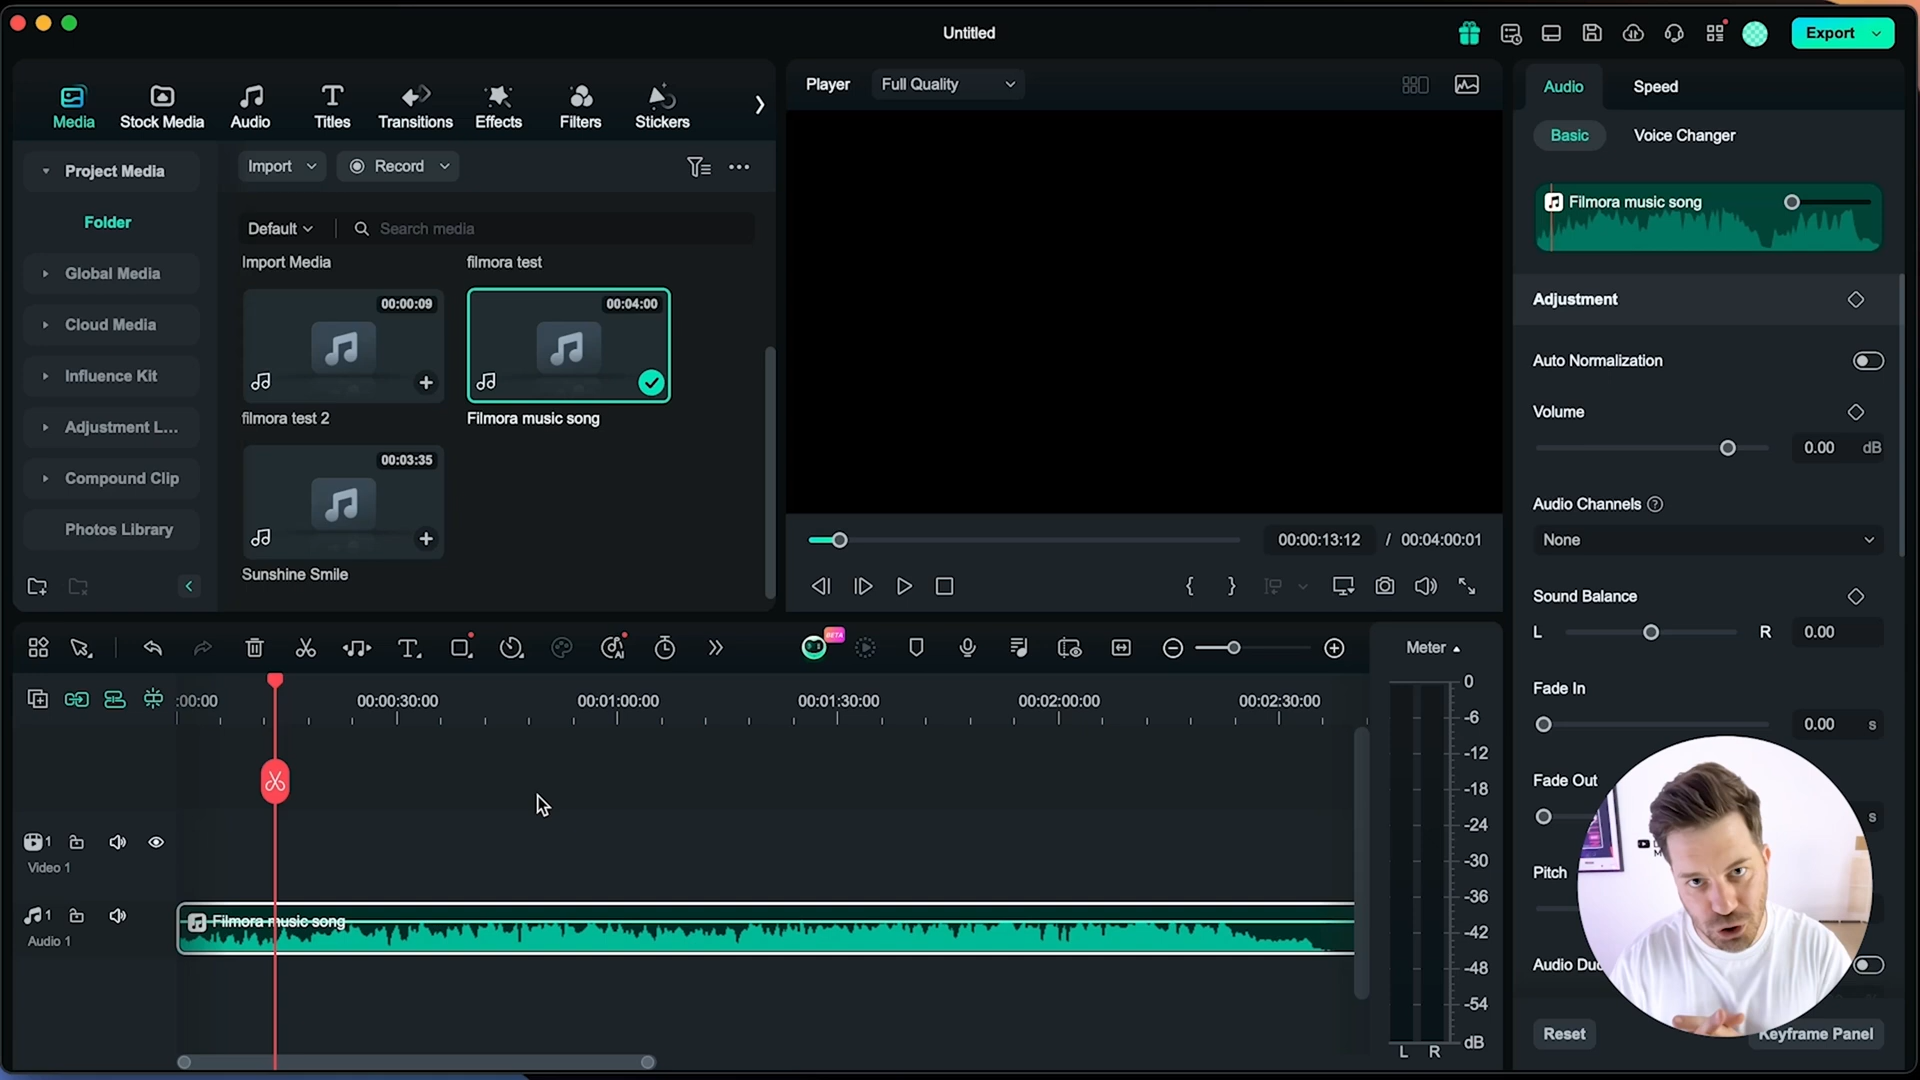 Untitled
Export
Media
Stock Media
Audio
Titles
Transitions
Effects
Filters
Stickers
Player
Full Quality
Audio
Speed
Basic
Voice Changer
Project Media
Folder
Global Media
Cloud Media
Influence Kit
Adjustment L...
Compound Clip
Photos Library
Import
Record
Default
Search media
Import Media
filmora test
00:00:09
filmora test 2
00:04:00
Filmora music song
00:03:35
Sunshine Smile
00:00:13:12 / 00:04:00:01
{ }
Filmora music song
Adjustment
Auto Normalization
Volume
0.00 dB
Audio Channels ?
None
Sound Balance
L R 0.00
Fade In
0.00 s
Fade Out
s
Pitch
Audio Duc
Reset
Keyframe Panel
BETA
AI
Meter
:00:00
00:00:30:00
00:01:00:00
00:01:30:00
00:02:00:00
00:02:30:00
1
Video 1
1
Audio 1
Filmora music song
0
-6
-12
-18
-24
-30
-36
-42
-48
-54
dB
L R